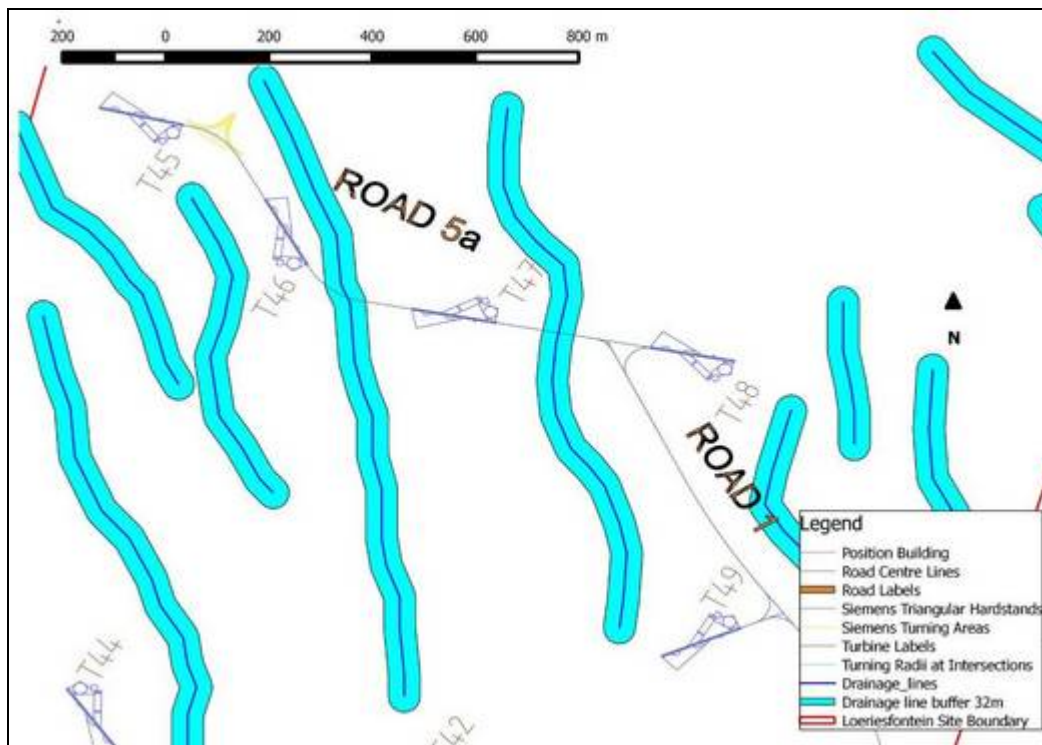 200 0 200 400 600 800 m
T45
ROAD 5a
T46
T47
N
T48
ROAD 1
T49
T44
T42
Legend
Position Building
Road Centre Lines
Road Labels
Siemens Triangular Hardstands
Siemens Turning Areas
Turbine Labels
Turning Radii at Intersections
Drainage_lines
Drainage line buffer 32m
Loeriesfontein Site Boundary